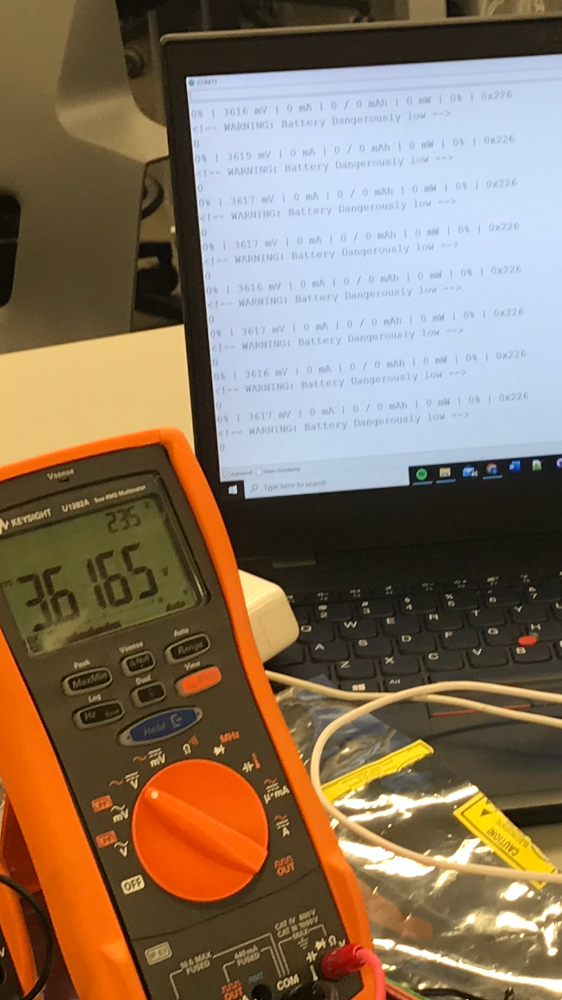 COM11
0% | 3616 mV | 0 mA | 0 / 0 mAh | 0 mW | 0% | 0x226
<!-- WARNING: Battery Dangerously low -->
0
0% | 3615 mV | 0 mA | 0 / 0 mAh | 0 mW | 0% | 0x226
<!-- WARNING: Battery Dangerously low -->
0
0% | 3617 mV | 0 mA | 0 / 0 mAh | 0 mW | 0% | 0x226
<!-- WARNING: Battery Dangerously low -->
0
0% | 3617 mV | 0 mA | 0 / 0 mAh | 0 mW | 0% | 0x226
<!-- WARNING: Battery Dangerously low -->
0
0% | 3616 mV | 0 mA | 0 / 0 mAh | 0 mW | 0% | 0x226
<!-- WARNING: Battery Dangerously low -->
0
0% | 3617 mV | 0 mA | 0 / 0 mAh | 0 mW | 0% | 0x226
<!-- WARNING: Battery Dangerously low -->
0
0% | 3616 mV | 0 mA | 0 / 0 mAh | 0 mW | 0% | 0x226
<!-- WARNING: Battery Dangerously low -->
0
0% | 3617 mV | 0 mA | 0 / 0 mAh | 0 mW | 0% | 0x226
<!-- WARNING: Battery Dangerously low -->
0
Autoscroll Show timestamp
Type here to search
Vsense
KEYSIGHT U1282A True RMS Multimeter
235
36165
V
Auto
Peak Vsense Auto
MaxMin ΔNull Range
Log Dual View
Hz
Hold
mV Ω MHz
V
mV
V
μ mA
A
OFF
OUT
CAT IV 600V
CAT III 1000V
MAX
10 A MAX
FUSED
440mA
FUSED
Ω V
OUT
COM
2 3 4 5 6 7
Q W E R T Y
A S D F G H
Z X C V B
Alt
CAUTION!